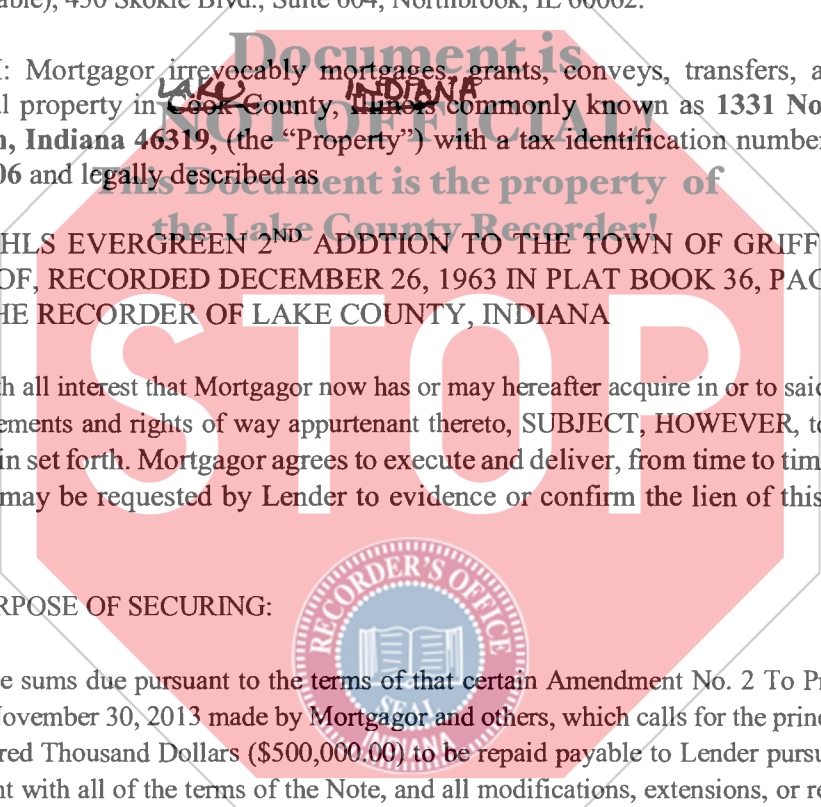 able), 450 Skokie Blvd., Suite 604, Northbrook, IL 60062.
Document is
: Mortgagor irrevocably mortgages, grants, conveys, transfers, a
LAKE INDIANA
l property in Cook County, Illinois commonly known as 1331 No
NOT OFFICIAL!
n, Indiana 46319, (the “Property”) with a tax identification number
06 and legally described as
This Document is the property of
the Lake County Recorder!
HLS EVERGREEN 2ND ADDTION TO THE TOWN OF GRIFF
OF, RECORDED DECEMBER 26, 1963 IN PLAT BOOK 36, PAG
HE RECORDER OF LAKE COUNTY, INDIANA
STOP
th all interest that Mortgagor now has or may hereafter acquire in or to said
ements and rights of way appurtenant thereto, SUBJECT, HOWEVER, to
in set forth. Mortgagor agrees to execute and deliver, from time to tim
may be requested by Lender to evidence or confirm the lien of this
RECORDER'S OFFICE
SEAL
INDIANA
RPOSE OF SECURING:
e sums due pursuant to the terms of that certain Amendment No. 2 To Pr
November 30, 2013 made by Mortgagor and others, which calls for the princ
red Thousand Dollars ($500,000.00) to be repaid payable to Lender pursu
nt with all of the terms of the Note, and all modifications, extensions, or re